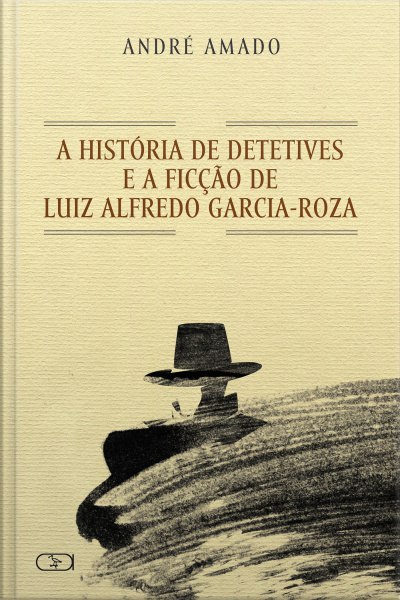 ANDRÉ AMADO
A HISTÓRIA DE DETETIVES
E A FICÇÃO DE
LUIZ ALFREDO GARCIA-ROZA